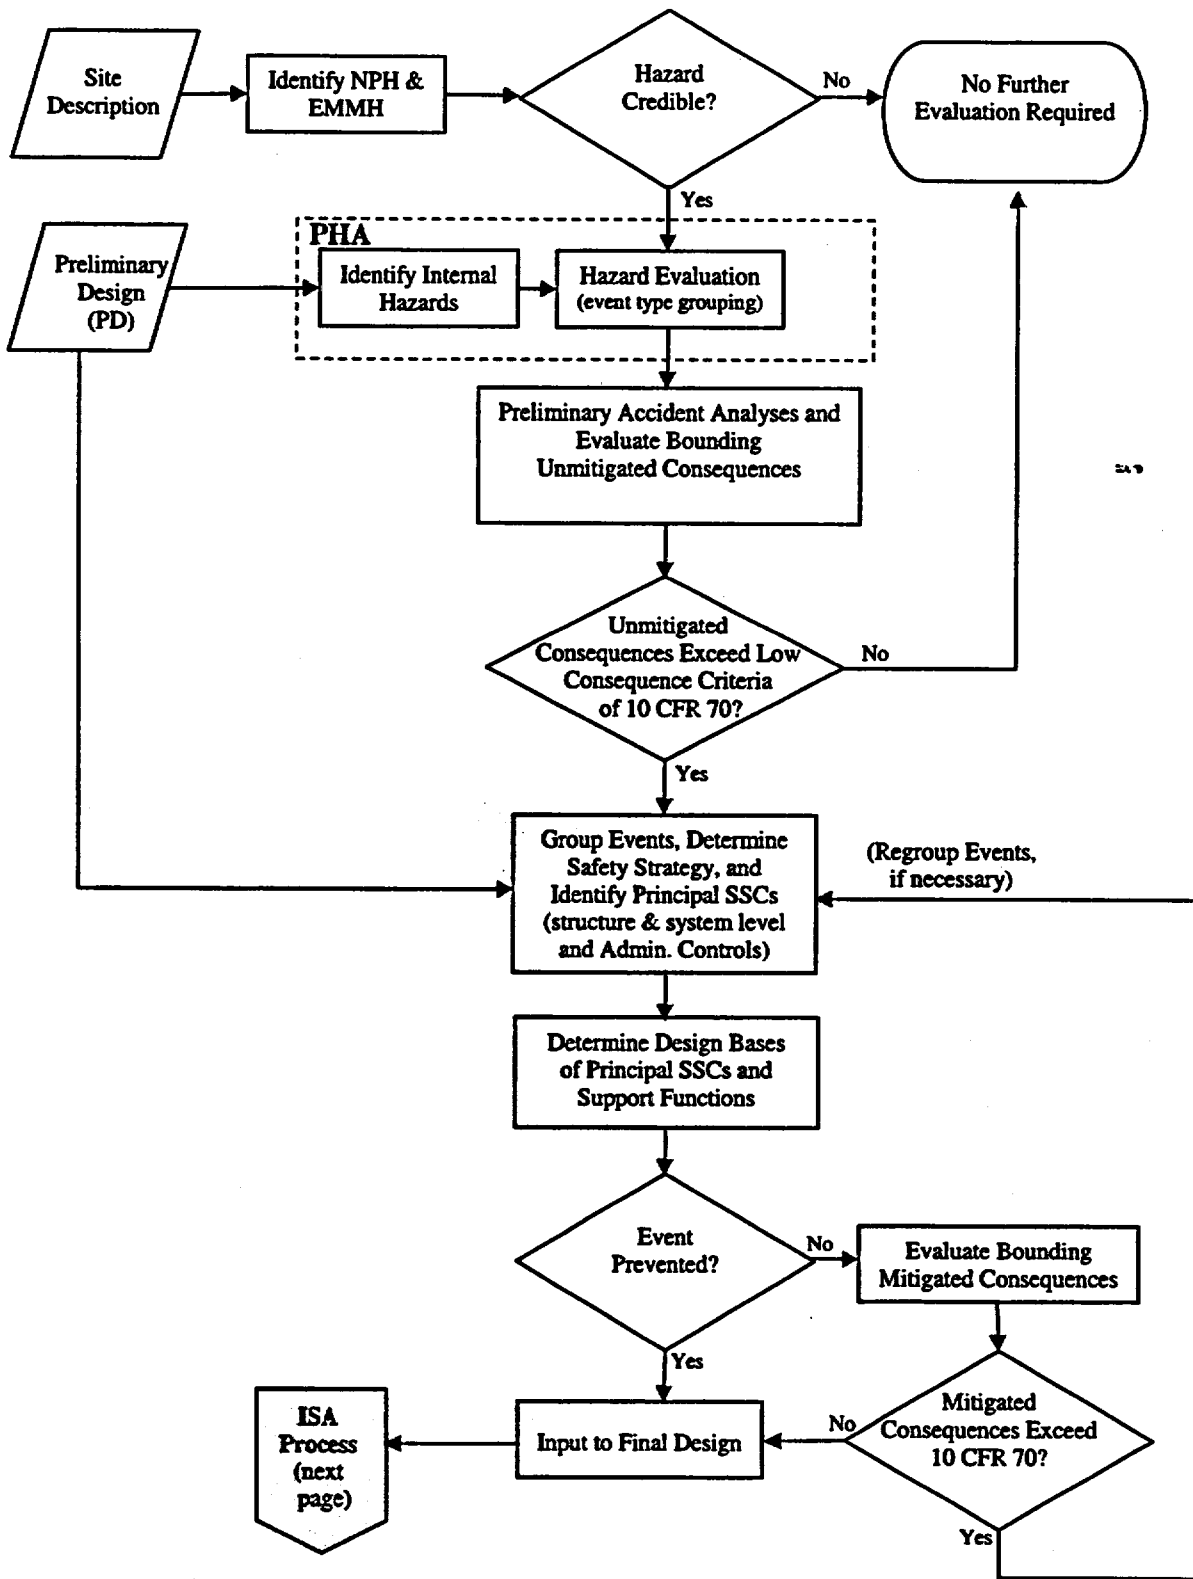 Site
Description
Identify NPH &
EMMH
Hazard
Credible?
No
No Further
Evaluation Required
Yes
PHA
Preliminary
Design
(PD)
Identify Internal
Hazards
Hazard Evaluation
(event type grouping)
Preliminary Accident Analyses and
Evaluate Bounding
Unmitigated Consequences
Unmitigated
Consequences Exceed Low
Consequence Criteria
of 10 CFR 70?
No
Yes
Group Events, Determine
Safety Strategy, and
Identify Principal SSCs
(structure & system level
and Admin. Controls)
(Regroup Events,
if necessary)
Determine Design Bases
of Principal SSCs and
Support Functions
Event
Prevented?
No
Evaluate Bounding
Mitigated Consequences
Yes
ISA
Process
(next
page)
Input to Final Design
No
Mitigated
Consequences Exceed
10 CFR 70?
Yes